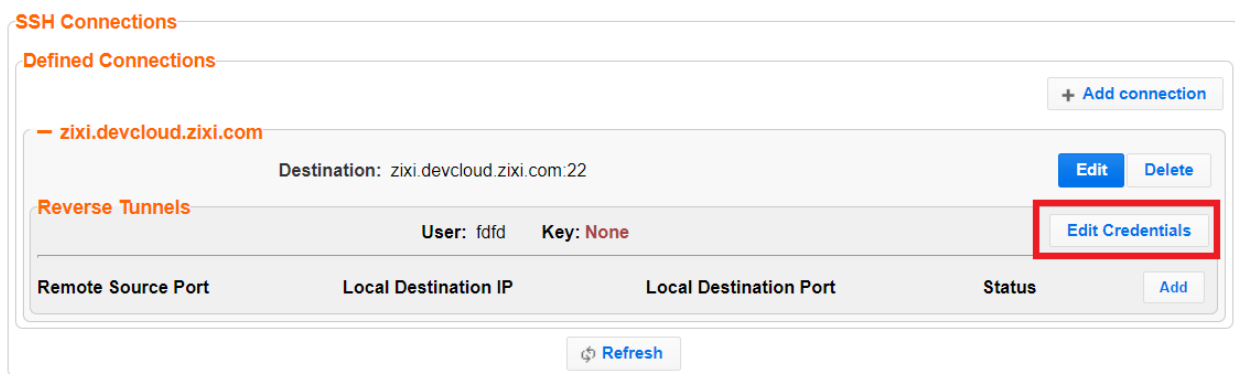 SSH Connections
Defined Connections
+ Add connection
− zixi.devcloud.zixi.com
Destination: zixi.devcloud.zixi.com:22 Edit Delete
Reverse Tunnels
User: fdfd Key: None Edit Credentials
Remote Source Port Local Destination IP Local Destination Port Status Add
Refresh